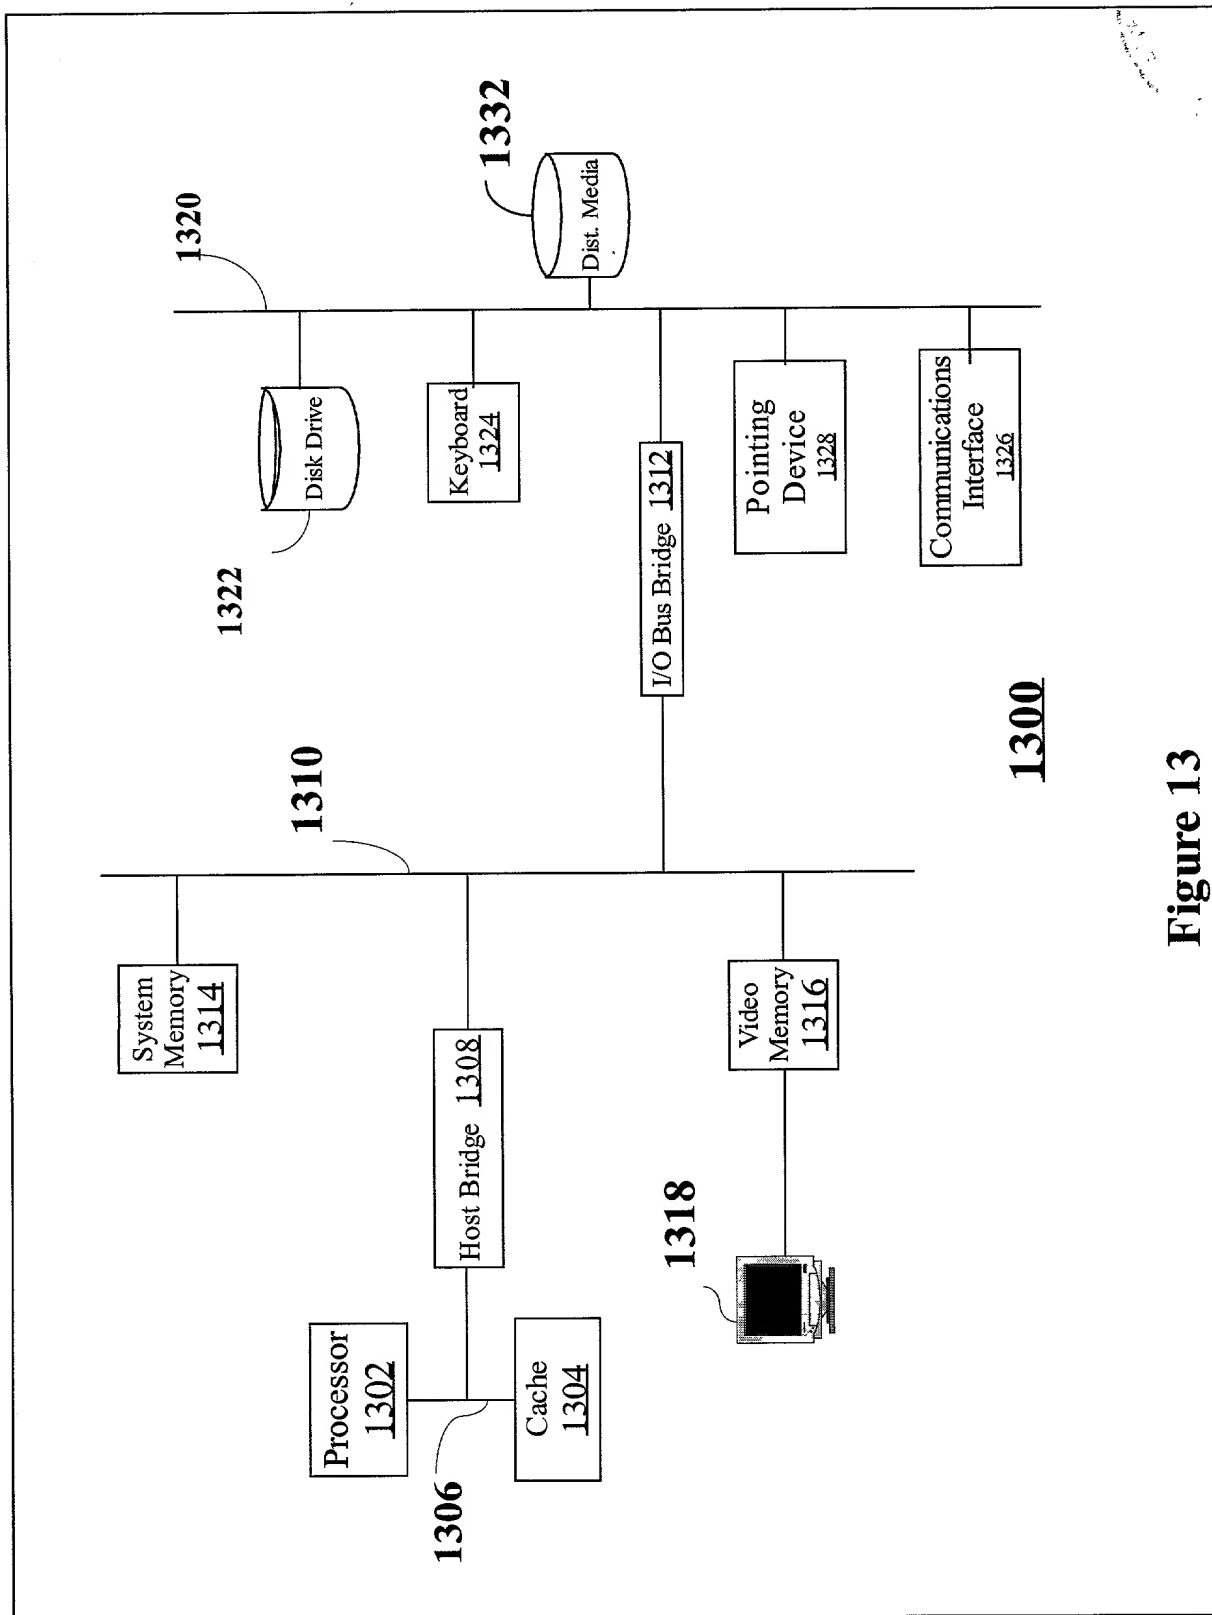 Processor
1302
1306
Cache
1304
Host Bridge 1308
System
Memory
1314
1310
1318
Video
Memory
1316
I/O Bus Bridge 1312
1322
Disk Drive
1320
Keyboard
1324
1332
Dist. Media
Pointing
Device
1328
Communications
Interface
1326
1300
Figure 13